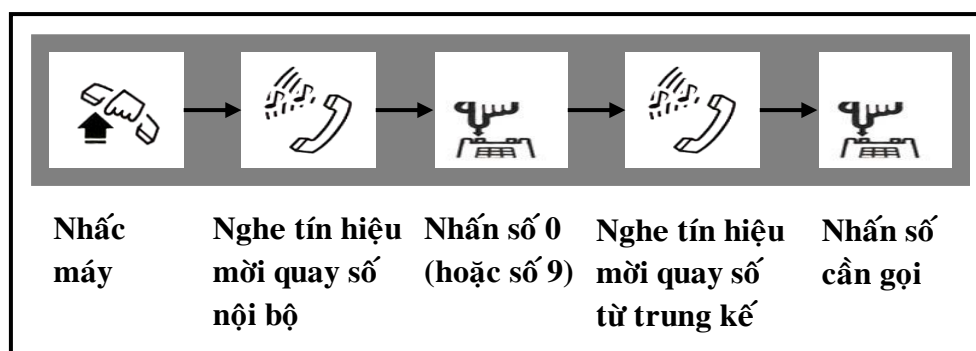 Nhấc
máy
Nghe tín hiệu
mời quay số
nội bộ
Nhấn số 0
(hoặc số 9)
Nghe tín hiệu
mời quay số
từ trung kế
Nhấn số
cần gọi